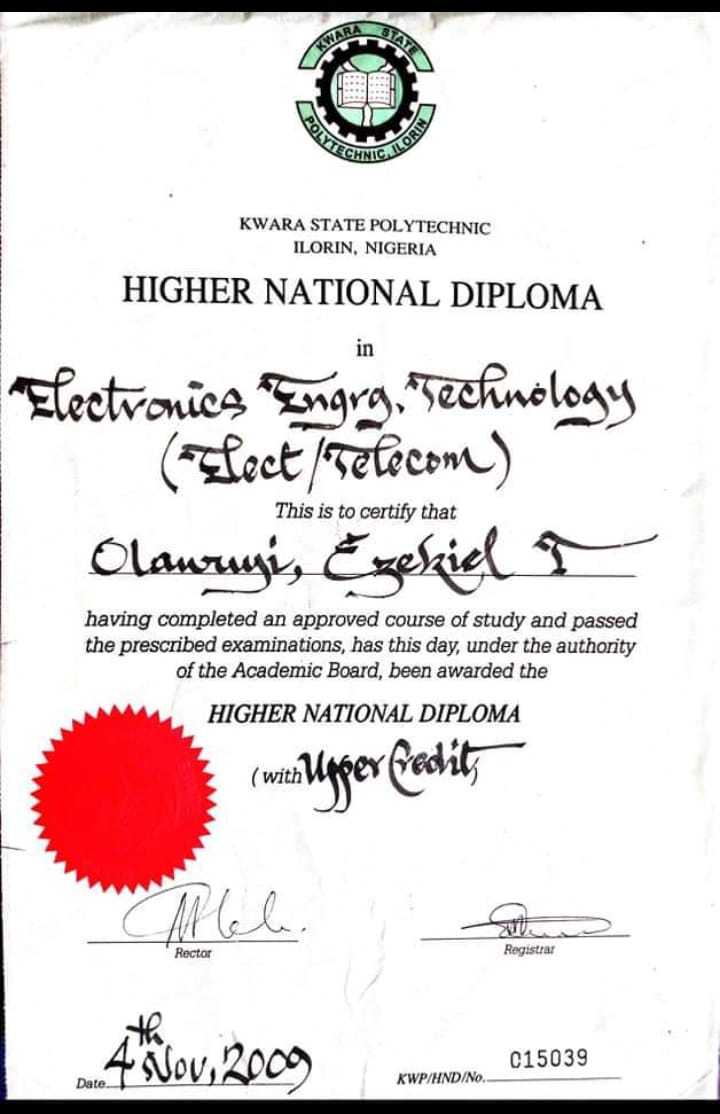 KWARA STATE
POLYTECHNIC, ILORIN
KWARA STATE POLYTECHNIC
ILORIN, NIGERIA
HIGHER NATIONAL DIPLOMA
in
Electronics Engrg. Technology
(Elect/Telecom)
This is to certify that
Olawuyi, Ezekiel T
having completed an approved course of study and passed
the prescribed examinations, has this day, under the authority
of the Academic Board, been awarded the
HIGHER NATIONAL DIPLOMA
(with Upper Credit)
Rector
Registrar
Date 4th Nov, 2009
KWP/HND/No. 015039